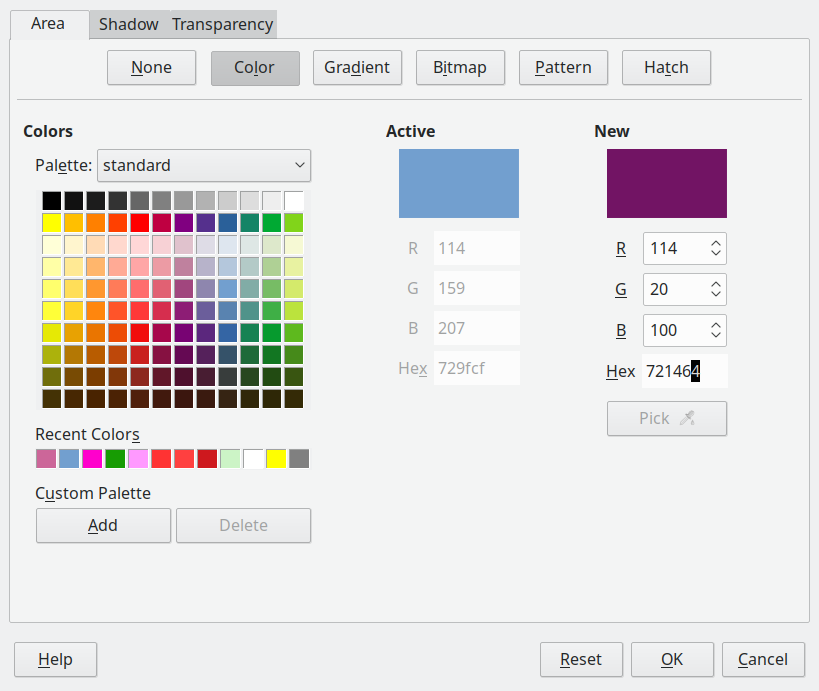 Area Shadow Transparency
None Color Gradient Bitmap Pattern Hatch
Colors Active New
Palette: standard
R 114 R 114
G 159 G 20
B 207 B 100
Hex 729fcf Hex 721464
Pick
Recent Colors
Custom Palette
Add Delete
Help Reset OK Cancel